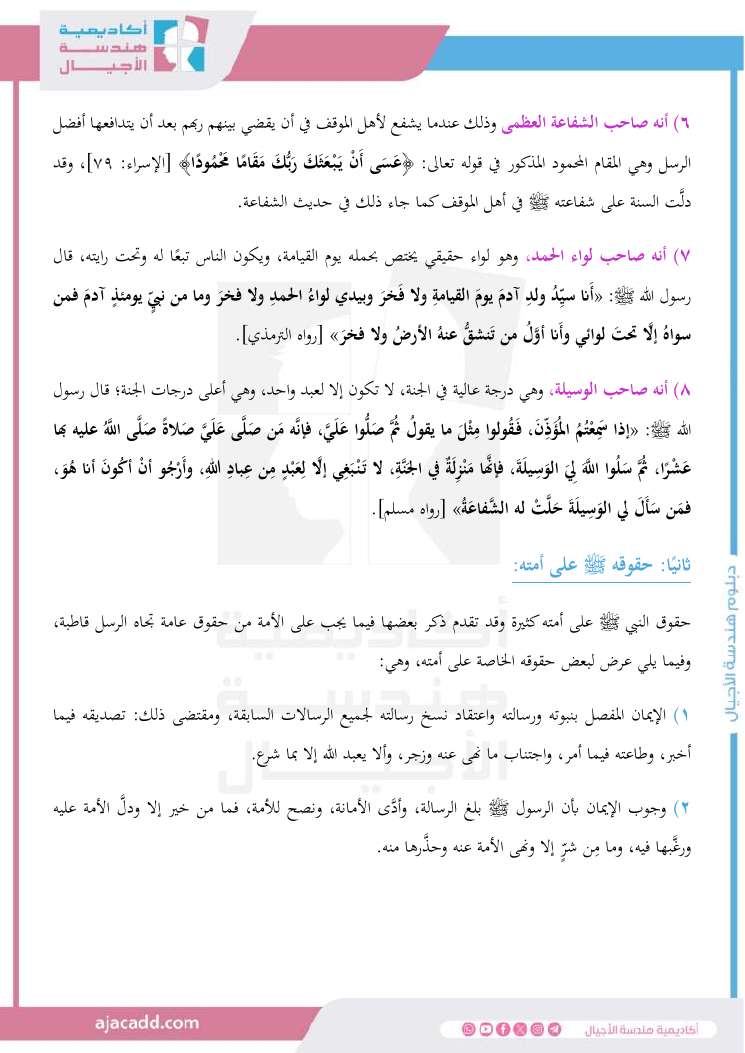 أكاديمية
هندسة
الأجيال
٦) أنه صاحب الشفاعة العظمى وذلك عندما يشفع لأهل الموقف في أن يقضي بينهم ربهم بعد أن يتدافعها أفضل
الرسل وهي المقام المحمود المذكور في قوله تعالى: ﴿عَسَى أَنْ يَبْعَثَكَ رَبُّكَ مَقَامًا مَحْمُودًا﴾ [الإسراء: ٧٩]، وقد
دلَّت السنة على شفاعته ﷺ في أهل الموقف كما جاء ذلك في حديث الشفاعة.
٧) أنه صاحب لواء الحمد، وهو لواء حقيقي يختص بحمله يوم القيامة، ويكون الناس تبعًا له وتحت رايته، قال
رسول الله ﷺ: «أَنا سيِّدُ ولدِ آدمَ يومَ القيامةِ ولا فَخرَ وبيدي لواءُ الحمدِ ولا فخرَ وما من نبيٍّ يومئذٍ آدمَ فمن
سواهُ إلَّا تحتَ لوائي وأَنا أوَّلُ من تَنشقُّ عنهُ الأرضُ ولا فخرَ» [رواه الترمذي].
٨) أنه صاحب الوسيلة، وهي درجة عالية في الجنة، لا تكون إلا لعبد واحد، وهي أعلى درجات الجنة؛ قال رسول
الله ﷺ: «إذا سَمِعْتُمُ المُؤَذِّنَ، فَقُولوا مِثْلَ ما يقولُ ثُمَّ صَلُّوا عَلَيَّ، فإنَّه مَن صَلَّى عَلَيَّ صَلاةً صَلَّى اللَّهُ عليه بها
عَشْرًا، ثُمَّ سَلُوا اللَّهَ لِيَ الوَسِيلَةَ، فإنَّها مَنْزِلَةٌ في الجَنَّةِ، لا تَنْبَغِي إلَّا لِعَبْدٍ مِن عِبادِ اللهِ، وأَرْجُو أنْ أكُونَ أنا هُوَ،
فمَن سَأَلَ لي الوَسِيلَةَ حَلَّتْ له الشَّفاعَةُ» [رواه مسلم].
ثانيًا: حقوقه ﷺ على أمته:
حقوق النبي ﷺ على أمته كثيرة وقد تقدم ذكر بعضها فيما يجب على الأمة من حقوق عامة تجاه الرسل قاطبة،
وفيما يلي عرض لبعض حقوقه الخاصة على أمته، وهي:
١) الإيمان المفصل بنبوته ورسالته واعتقاد نسخ رسالته لجميع الرسالات السابقة، ومقتضى ذلك: تصديقه فيما
أخبر، وطاعته فيما أمر، واجتناب ما نهى عنه وزجر، وألا يعبد الله إلا بما شرع.
٢) وجوب الإيمان بأن الرسول ﷺ بلغ الرسالة، وأدَّى الأمانة، ونصح للأمة، فما من خير إلا ودلَّ الأمة عليه
ورغَّبها فيه، وما مِن شرٍّ إلا ونهى الأمة عنه وحذَّرها منه.
أكاديمية
هندسة
الأجيال
دبلوم هندسة الأجيال
أكاديمية هندسة الأجيال
ajacadd.com